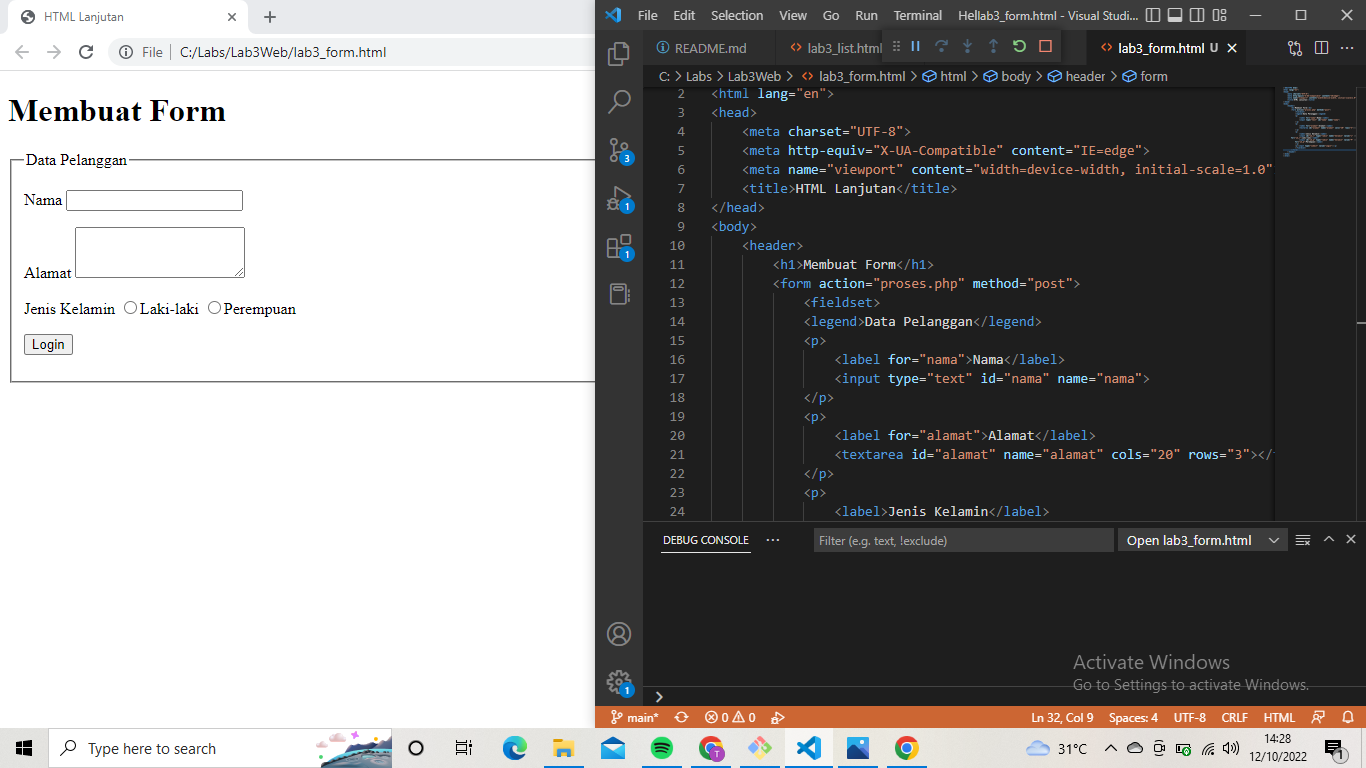 HTML Lanjutan
File
C:/Labs/Lab3Web/lab3_form.html
Membuat Form
Data Pelanggan
Nama
Alamat
Jenis Kelamin Laki-laki Perempuan
Login
File Edit Selection View Go Run Terminal Hellab3_form.html - Visual Studi...
README.md
lab3_list.html
lab3_form.html U
C: > Labs > Lab3Web > lab3_form.html > html > body > header > form
2 <html lang="en">
3 <head>
4 <meta charset="UTF-8">
5 <meta http-equiv="X-UA-Compatible" content="IE=edge">
6 <meta name="viewport" content="width=device-width, initial-scale=1.0"
7 <title>HTML Lanjutan</title>
8 </head>
9 <body>
10 <header>
11 <h1>Membuat Form</h1>
12 <form action="proses.php" method="post">
13 <fieldset>
14 <legend>Data Pelanggan</legend>
15 <p>
16 <label for="nama">Nama</label>
17 <input type="text" id="nama" name="nama">
18 </p>
19 <p>
20 <label for="alamat">Alamat</label>
21 <textarea id="alamat" name="alamat" cols="20" rows="3"></
22 </p>
23 <p>
24 <label>Jenis Kelamin</label>
3
1
1
1
DEBUG CONSOLE
Filter (e.g. text, !exclude)
Open lab3_form.html
Activate Windows
Go to Settings to activate Windows.
main* 0 0
Ln 32, Col 9 Spaces: 4 UTF-8 CRLF HTML
Type here to search
T
31°C
14:28
12/10/2022
1